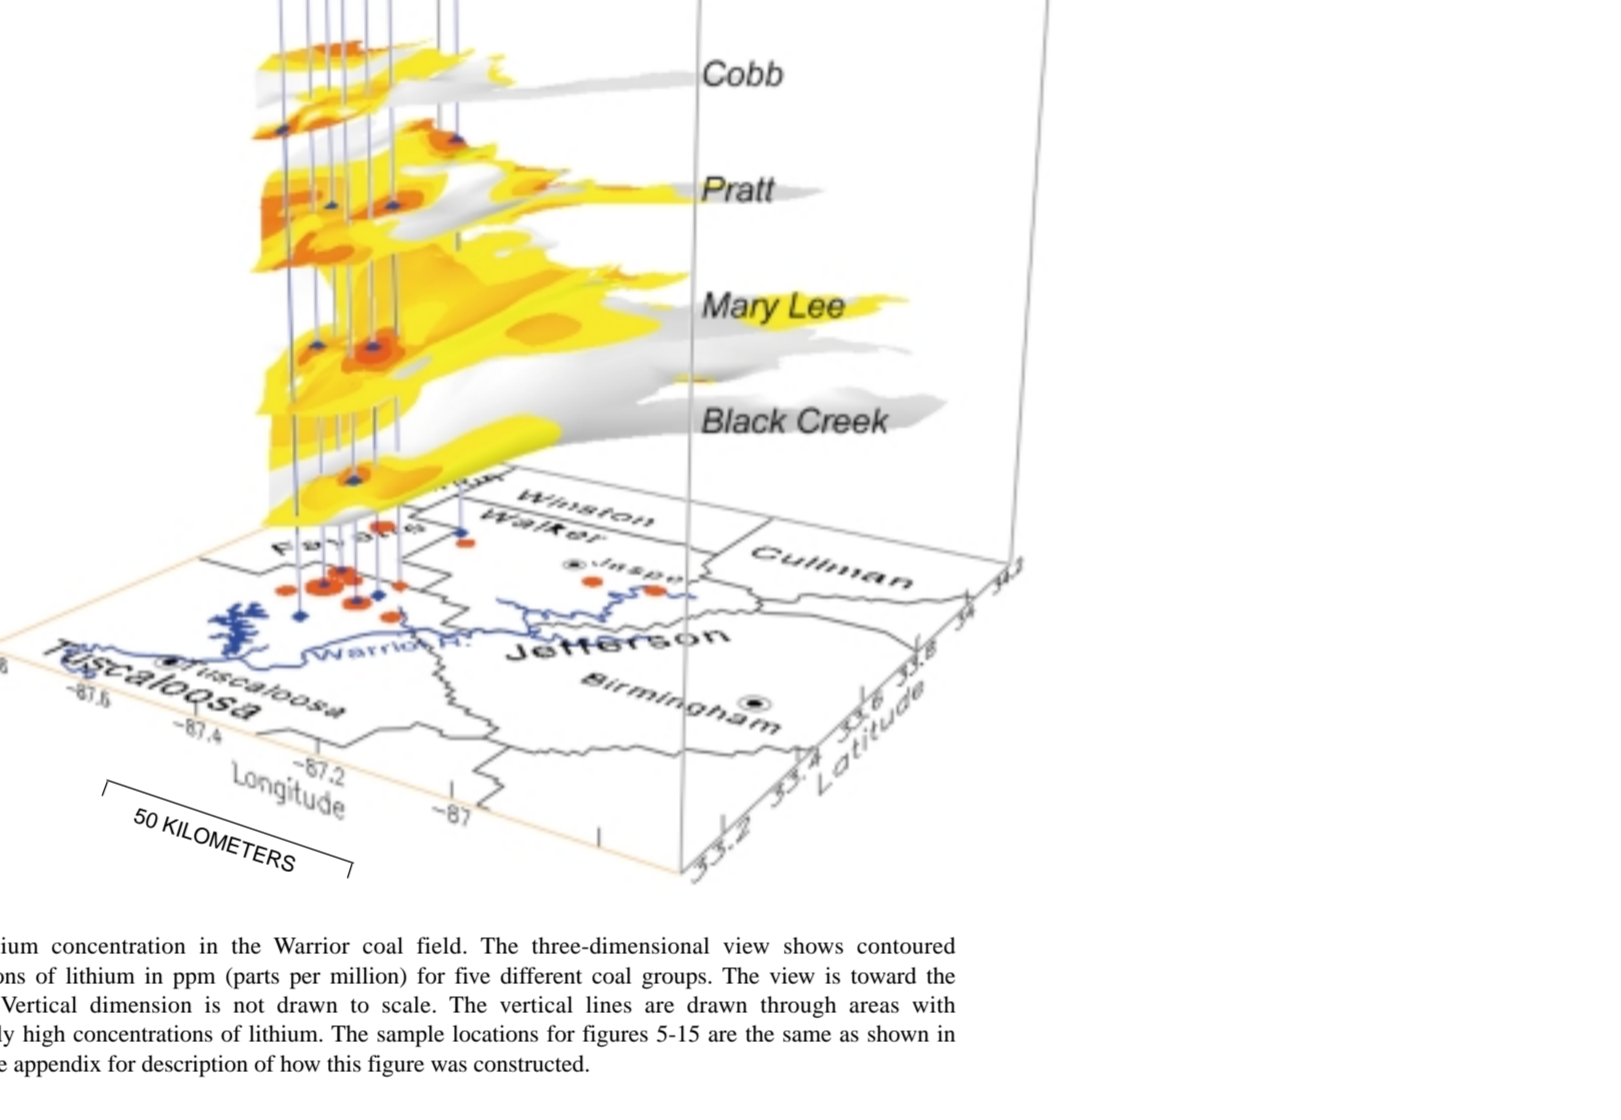 Cobb
Pratt
Mary Lee
Black Creek
Winston
Walker
Cullman
Jasper
Warrior R.
Jefferson
Tuscaloosa
Tuscaloosa
Birmingham
-87.6
-87.4
-87.2
-87
Longitude
34.2
34
33.8
33.6
33.4
33.2
Latitude
50 KILOMETERS
ium concentration in the Warrior coal field. The three-dimensional view shows contoured
ons of lithium in ppm (parts per million) for five different coal groups. The view is toward the
Vertical dimension is not drawn to scale. The vertical lines are drawn through areas with
ly high concentrations of lithium. The sample locations for figures 5-15 are the same as shown in
e appendix for description of how this figure was constructed.